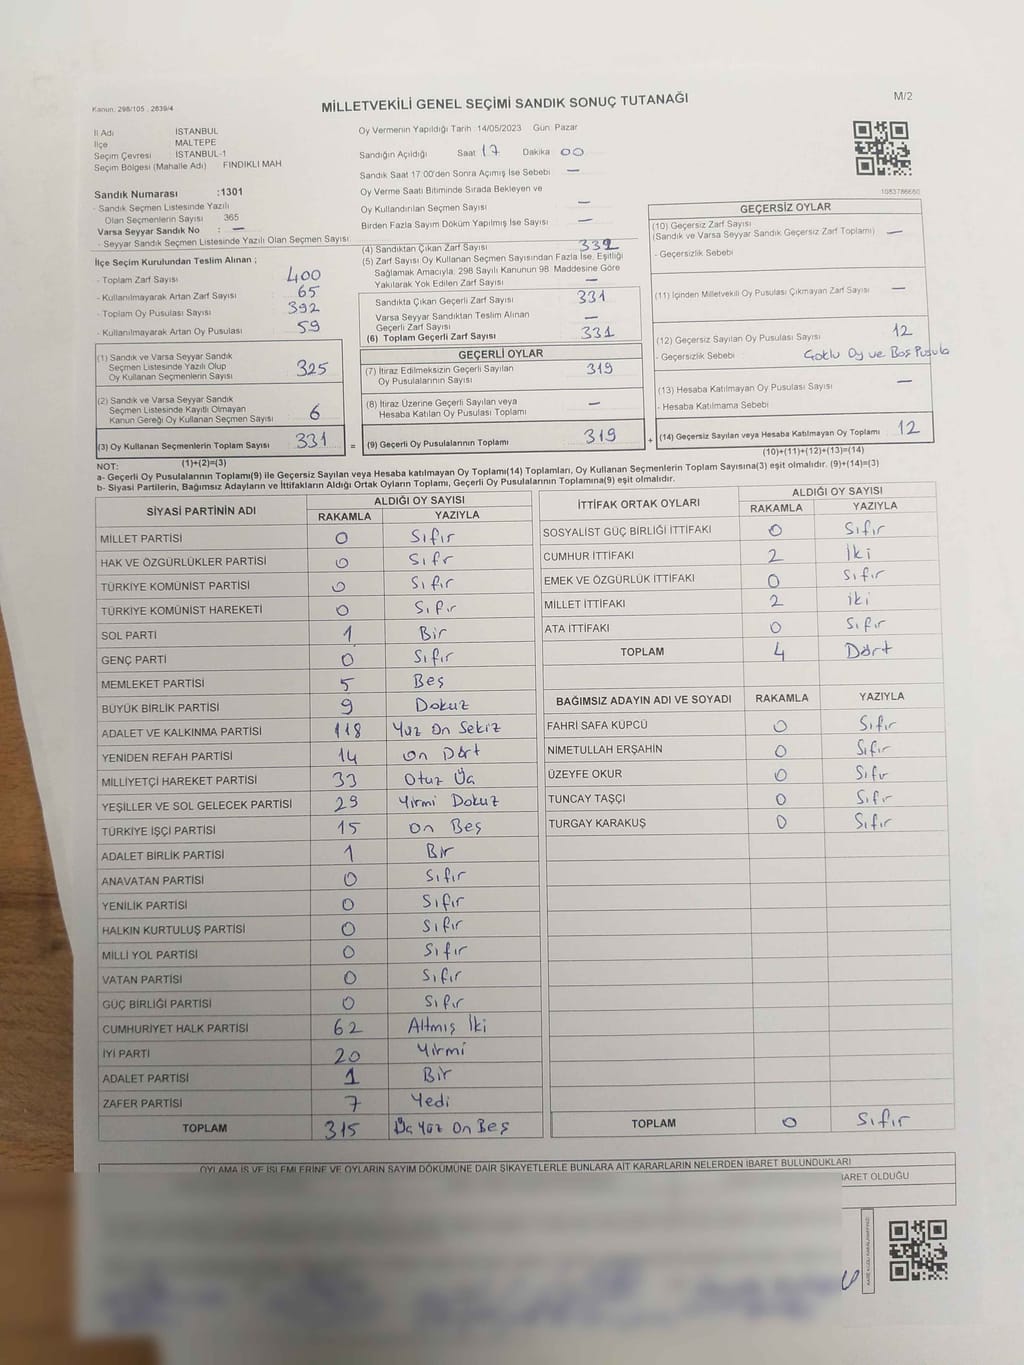 Kanun: 298/105 , 2839/4
MİLLETVEKİLİ GENEL SEÇİMİ SANDIK SONUÇ TUTANAĞI
M/2
İl Adı İSTANBUL
İlçe MALTEPE
Seçim Çevresi İSTANBUL-1
Seçim Bölgesi (Mahalle Adı) FINDIKLI MAH
Oy Vermenin Yapıldığı Tarih 14/05/2023 Gün Pazar
Sandığın Açıldığı Saat 17 Dakika 00
Sandık Saat 17:00'den Sonra Açılmış İse Sebebi —
Oy Verme Saati Bitiminde Sırada Bekleyen ve
Oy Kullandırılan Seçmen Sayısı —
Birden Fazla Sayım Döküm Yapılmış İse Sayısı —
1083786660
Sandık Numarası :1301
- Sandık Seçmen Listesinde Yazılı
Olan Seçmenlerin Sayısı 365
Varsa Seyyar Sandık No : —
- Seyyar Sandık Seçmen Listesinde Yazılı Olan Seçmen Sayısı
İlçe Seçim Kurulundan Teslim Alınan ;
- Toplam Zarf Sayısı 400
- Kullanılmayarak Artan Zarf Sayısı 65
- Toplam Oy Pusulası Sayısı 392
- Kullanılmayarak Artan Oy Pusulası 59
(1) Sandık ve Varsa Seyyar Sandık
Seçmen Listesinde Yazılı Olup
Oy Kullanan Seçmenlerin Sayısı 325
(2) Sandık ve Varsa Seyyar Sandık
Seçmen Listesinde Kayıtlı Olmayan
Kanun Gereği Oy Kullanan Seçmen Sayısı 6
(3) Oy Kullanan Seçmenlerin Toplam Sayısı 331
(1)+(2)=(3)
(4) Sandıktan Çıkan Zarf Sayısı
(5) Zarf Sayısı Oy Kullanan Seçmen Sayısından Fazla İse, Eşitliği
Sağlamak Amacıyla, 298 Sayılı Kanunun 98. Maddesine Göre
Yakılarak Yok Edilen Zarf Sayısı —
Sandıkta Çıkan Geçerli Zarf Sayısı 331
Varsa Seyyar Sandıktan Teslim Alınan
Geçerli Zarf Sayısı —
(6) Toplam Geçerli Zarf Sayısı 331
GEÇERLİ OYLAR
(7) İtiraz Edilmeksizin Geçerli Sayılan
Oy Pusulalarının Sayısı 319
(8) İtiraz Üzerine Geçerli Sayılan veya
Hesaba Katılan Oy Pusulası Toplamı —
= (9) Geçerli Oy Pusulalarının Toplamı 319
GEÇERSİZ OYLAR
(10) Geçersiz Zarf Sayısı
(Sandık ve Varsa Seyyar Sandık Geçersiz Zarf Toplamı) —
- Geçersizlik Sebebi
(11) İçinden Milletvekili Oy Pusulası Çıkmayan Zarf Sayısı —
(12) Geçersiz Sayılan Oy Pusulası Sayısı 12
- Geçersizlik Sebebi Çoklu Oy ve Boş Pusula
(13) Hesaba Katılmayan Oy Pusulası Sayısı —
- Hesaba Katılmama Sebebi
+ (14) Geçersiz Sayılan veya Hesaba Katılmayan Oy Toplamı 12
(10)+(11)+(12)+(13)=(14)
NOT:
a- Geçerli Oy Pusulalarının Toplamı(9) ile Geçersiz Sayılan veya Hesaba katılmayan Oy Toplamı(14) Toplamları, Oy Kullanan Seçmenlerin Toplam Sayısına(3) eşit olmalıdır. (9)+(14)=(3)
b- Siyasi Partilerin, Bağımsız Adayların ve İttifakların Aldığı Ortak Oyların Toplamı, Geçerli Oy Pusulalarının Toplamına(9) eşit olmalıdır.
SİYASİ PARTİNİN ADI ALDIĞI OY SAYISI
RAKAMLA YAZIYLA
MİLLET PARTİSİ 0 Sıfır
HAK VE ÖZGÜRLÜKLER PARTİSİ 0 Sıfr
TÜRKİYE KOMÜNİST PARTİSİ 0 Sıfır
TÜRKİYE KOMÜNİST HAREKETİ 0 Sıfır
SOL PARTİ 1 Bir
GENÇ PARTİ 0 Sıfır
MEMLEKET PARTİSİ 5 Beş
BÜYÜK BİRLİK PARTİSİ 9 Dokuz
ADALET VE KALKINMA PARTİSİ 118 Yüz On Sekiz
YENİDEN REFAH PARTİSİ 14 On Dört
MİLLİYETÇİ HAREKET PARTİSİ 33 Otuz Üç
YEŞİLLER VE SOL GELECEK PARTİSİ 29 Yirmi Dokuz
TÜRKİYE İŞÇİ PARTİSİ 15 On Beş
ADALET BİRLİK PARTİSİ 1 Bir
ANAVATAN PARTİSİ 0 Sıfır
YENİLİK PARTİSİ 0 Sıfır
HALKIN KURTULUŞ PARTİSİ 0 Sıfır
MİLLİ YOL PARTİSİ 0 Sıfır
VATAN PARTİSİ 0 Sıfır
GÜÇ BİRLİĞİ PARTİSİ 0 Sıfır
CUMHURİYET HALK PARTİSİ 62 Altmış İki
İYİ PARTİ 20 Yirmi
ADALET PARTİSİ 1 Bir
ZAFER PARTİSİ 7 Yedi
TOPLAM 315 Üç Yüz On Beş
İTTİFAK ORTAK OYLARI ALDIĞI OY SAYISI
RAKAMLA YAZIYLA
SOSYALİST GÜÇ BİRLİĞİ İTTİFAKI 0 Sıfır
CUMHUR İTTİFAKI 2 İki
EMEK VE ÖZGÜRLÜK İTTİFAKI 0 Sıfır
MİLLET İTTİFAKI 2 İki
ATA İTTİFAKI 0 Sıfır
TOPLAM 4 Dört
BAĞIMSIZ ADAYIN ADI VE SOYADI RAKAMLA YAZIYLA
FAHRİ SAFA KÜPCÜ 0 Sıfır
NİMETULLAH ERŞAHİN 0 Sıfır
ÜZEYFE OKUR 0 Sıfır
TUNCAY TAŞÇI 0 Sıfır
TURGAY KARAKUŞ 0 Sıfır
TOPLAM 0 Sıfır
OYLAMA İŞ VE İŞLEMLERİNE VE OYLARIN SAYIM DÖKÜMÜNE DAİR ŞİKAYETLERLE BUNLARA AİT KARARLARIN NELERDEN İBARET BULUNDUKLARI
İBARET OLDUĞU